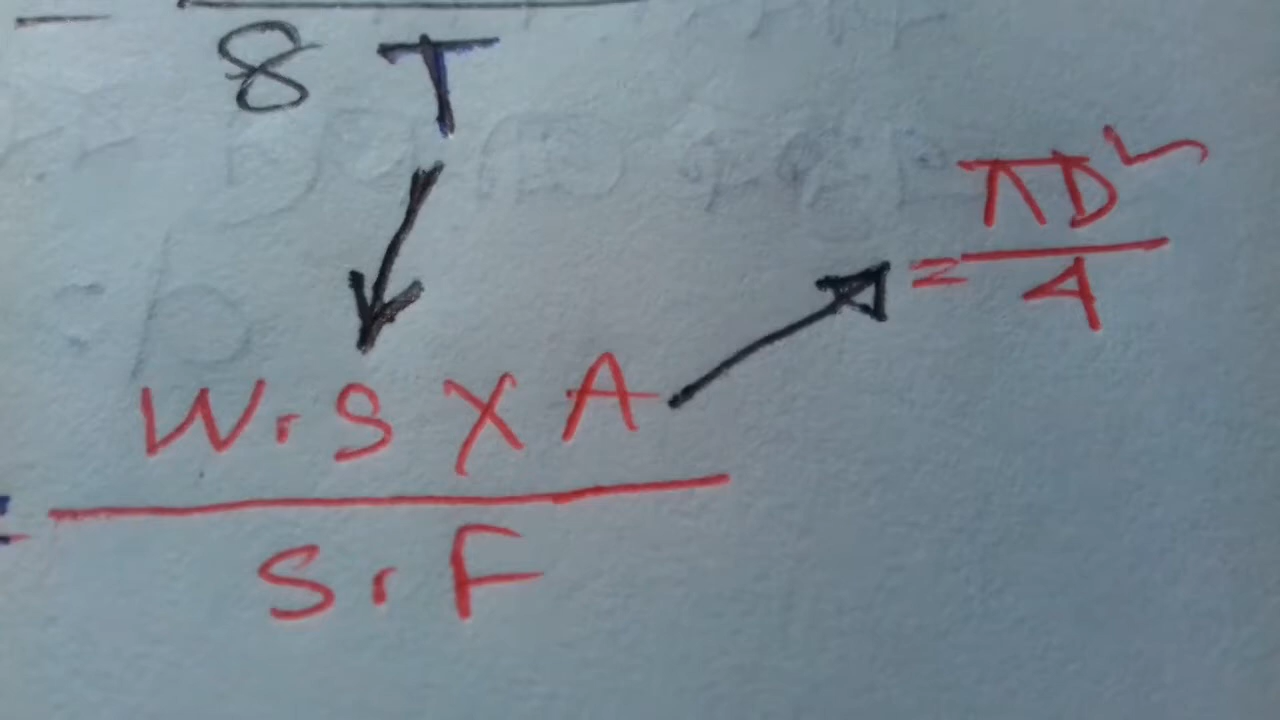 8 T
= πD²/4
W.S X A
S.F